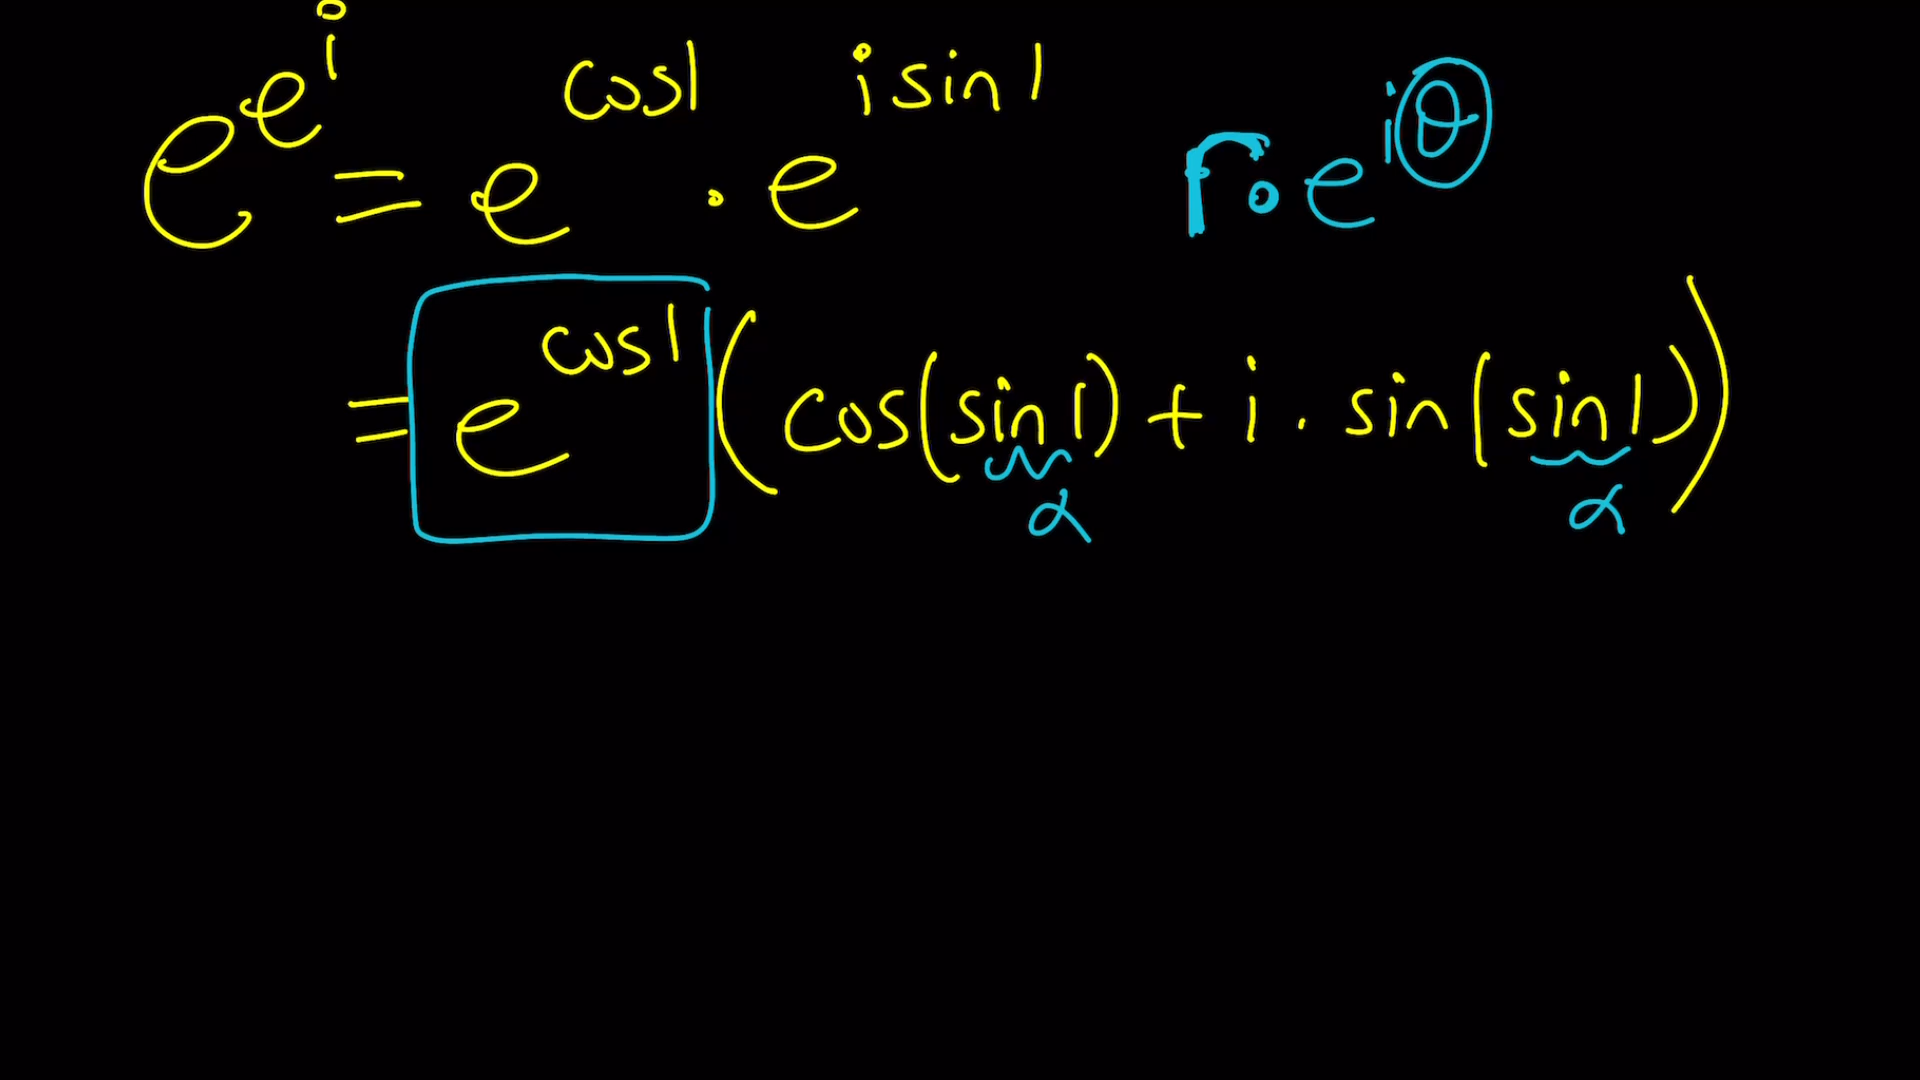 e^{e^i} = e^{cos1} · e^{i sin1} r · e^{iθ}
= e^{cos1} (cos(sin1) + i · sin(sin1))
α α